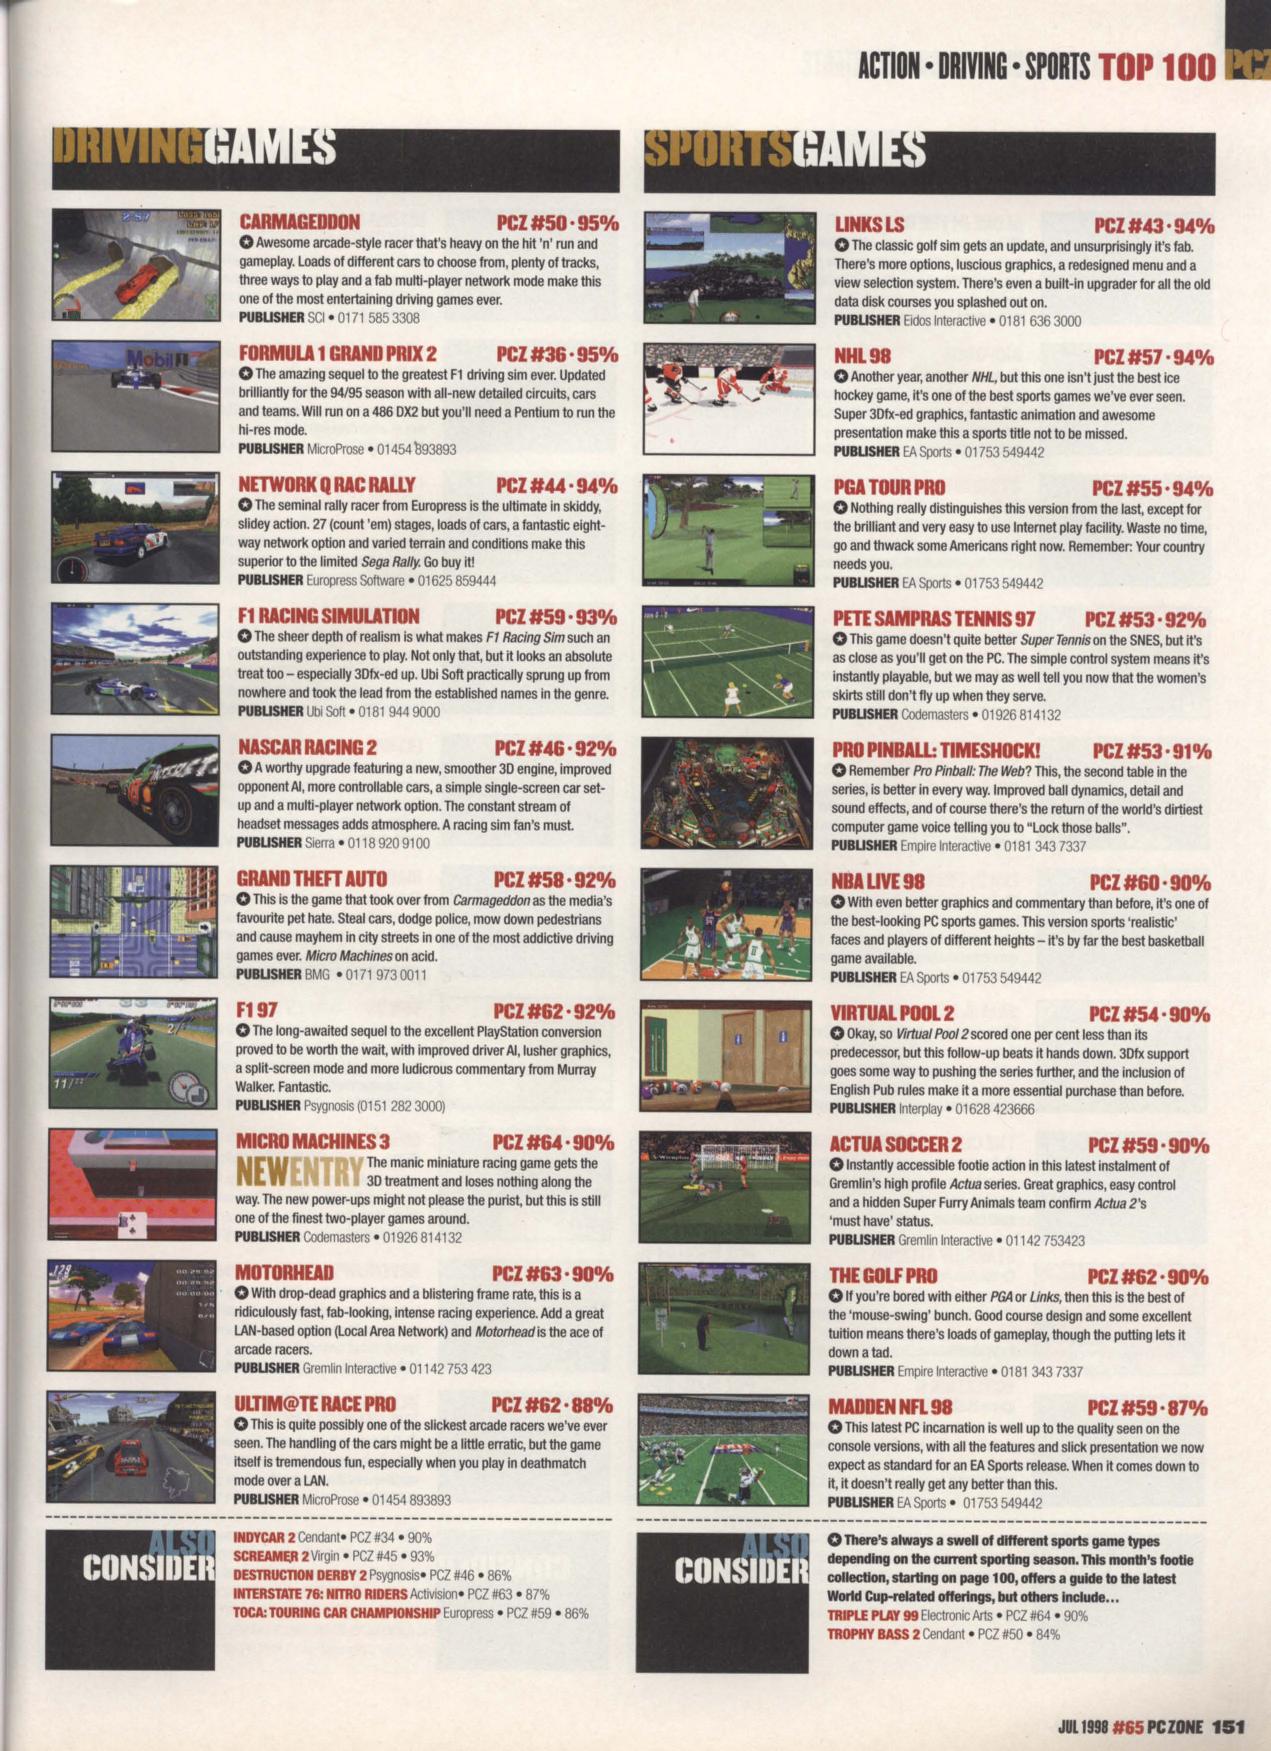 ACTION • DRIVING • SPORTS TOP 100
PCZ
DRIVINGGAMES
CARMAGEDDON PCZ #50 • 95%
Awesome arcade-style racer that's heavy on the hit 'n' run and
gameplay. Loads of different cars to choose from, plenty of tracks,
three ways to play and a fab multi-player network mode make this
one of the most entertaining driving games ever.
PUBLISHER SCI • 0171 585 3308
FORMULA 1 GRAND PRIX 2 PCZ #36 • 95%
The amazing sequel to the greatest F1 driving sim ever. Updated
brilliantly for the 94/95 season with all-new detailed circuits, cars
and teams. Will run on a 486 DX2 but you'll need a Pentium to run the
hi-res mode.
PUBLISHER MicroProse • 01454 893893
NETWORK Q RAC RALLY PCZ #44 • 94%
The seminal rally racer from Europress is the ultimate in skiddy,
slidey action. 27 (count 'em) stages, loads of cars, a fantastic eight-
way network option and varied terrain and conditions make this
superior to the limited Sega Rally. Go buy it!
PUBLISHER Europress Software • 01625 859444
F1 RACING SIMULATION PCZ #59 • 93%
The sheer depth of realism is what makes F1 Racing Sim such an
outstanding experience to play. Not only that, but it looks an absolute
treat too – especially 3Dfx-ed up. Ubi Soft practically sprung up from
nowhere and took the lead from the established names in the genre.
PUBLISHER Ubi Soft • 0181 944 9000
NASCAR RACING 2 PCZ #46 • 92%
A worthy upgrade featuring a new, smoother 3D engine, improved
opponent AI, more controllable cars, a simple single-screen car set-
up and a multi-player network option. The constant stream of
headset messages adds atmosphere. A racing sim fan's must.
PUBLISHER Sierra • 0118 920 9100
GRAND THEFT AUTO PCZ #58 • 92%
This is the game that took over from Carmageddon as the media's
favourite pet hate. Steal cars, dodge police, mow down pedestrians
and cause mayhem in city streets in one of the most addictive driving
games ever. Micro Machines on acid.
PUBLISHER BMG • 0171 973 0011
F1 97 PCZ #62 • 92%
The long-awaited sequel to the excellent PlayStation conversion
proved to be worth the wait, with improved driver AI, lusher graphics,
a split-screen mode and more ludicrous commentary from Murray
Walker. Fantastic.
PUBLISHER Psygnosis (0151 282 3000)
MICRO MACHINES 3 PCZ #64 • 90%
NEWENTRY The manic miniature racing game gets the
3D treatment and loses nothing along the
way. The new power-ups might not please the purist, but this is still
one of the finest two-player games around.
PUBLISHER Codemasters • 01926 814132
MOTORHEAD PCZ #63 • 90%
With drop-dead graphics and a blistering frame rate, this is a
ridiculously fast, fab-looking, intense racing experience. Add a great
LAN-based option (Local Area Network) and Motorhead is the ace of
arcade racers.
PUBLISHER Gremlin Interactive • 01142 753 423
ULTIM@TE RACE PRO PCZ #62 • 88%
This is quite possibly one of the slickest arcade racers we've ever
seen. The handling of the cars might be a little erratic, but the game
itself is tremendous fun, especially when you play in deathmatch
mode over a LAN.
PUBLISHER MicroProse • 01454 893893
ALSO
CONSIDER
INDYCAR 2 Cendant • PCZ #34 • 90%
SCREAMER 2 Virgin • PCZ #45 • 93%
DESTRUCTION DERBY 2 Psygnosis • PCZ #46 • 86%
INTERSTATE 76: NITRO RIDERS Activision • PCZ #63 • 87%
TOCA: TOURING CAR CHAMPIONSHIP Europress • PCZ #59 • 86%
SPORTSGAMES
LINKS LS PCZ #43 • 94%
The classic golf sim gets an update, and unsurprisingly it's fab.
There's more options, luscious graphics, a redesigned menu and a
view selection system. There's even a built-in upgrader for all the old
data disk courses you splashed out on.
PUBLISHER Eidos Interactive • 0181 636 3000
NHL 98 PCZ #57 • 94%
Another year, another NHL, but this one isn't just the best ice
hockey game, it's one of the best sports games we've ever seen.
Super 3Dfx-ed graphics, fantastic animation and awesome
presentation make this a sports title not to be missed.
PUBLISHER EA Sports • 01753 549442
PGA TOUR PRO PCZ #55 • 94%
Nothing really distinguishes this version from the last, except for
the brilliant and very easy to use Internet play facility. Waste no time,
go and thwack some Americans right now. Remember: Your country
needs you.
PUBLISHER EA Sports • 01753 549442
PETE SAMPRAS TENNIS 97 PCZ #53 • 92%
This game doesn't quite better Super Tennis on the SNES, but it's
as close as you'll get on the PC. The simple control system means it's
instantly playable, but we may as well tell you now that the women's
skirts still don't fly up when they serve.
PUBLISHER Codemasters • 01926 814132
PRO PINBALL: TIMESHOCK! PCZ #53 • 91%
Remember Pro Pinball: The Web? This, the second table in the
series, is better in every way. Improved ball dynamics, detail and
sound effects, and of course there's the return of the world's dirtiest
computer game voice telling you to "Lock those balls".
PUBLISHER Empire Interactive • 0181 343 7337
NBA LIVE 98 PCZ #60 • 90%
With even better graphics and commentary than before, it's one of
the best-looking PC sports games. This version sports 'realistic'
faces and players of different heights – it's by far the best basketball
game available.
PUBLISHER EA Sports • 01753 549442
VIRTUAL POOL 2 PCZ #54 • 90%
Okay, so Virtual Pool 2 scored one per cent less than its
predecessor, but this follow-up beats it hands down. 3Dfx support
goes some way to pushing the series further, and the inclusion of
English Pub rules make it a more essential purchase than before.
PUBLISHER Interplay • 01628 423666
ACTUA SOCCER 2 PCZ #59 • 90%
Instantly accessible footie action in this latest instalment of
Gremlin's high profile Actua series. Great graphics, easy control
and a hidden Super Furry Animals team confirm Actua 2's
'must have' status.
PUBLISHER Gremlin Interactive • 01142 753423
THE GOLF PRO PCZ #62 • 90%
If you're bored with either PGA or Links, then this is the best of
the 'mouse-swing' bunch. Good course design and some excellent
tuition means there's loads of gameplay, though the putting lets it
down a tad.
PUBLISHER Empire Interactive • 0181 343 7337
MADDEN NFL 98 PCZ #59 • 87%
This latest PC incarnation is well up to the quality seen on the
console versions, with all the features and slick presentation we now
expect as standard for an EA Sports release. When it comes down to
it, it doesn't really get any better than this.
PUBLISHER EA Sports • 01753 549442
ALSO
CONSIDER
There's always a swell of different sports game types
depending on the current sporting season. This month's footie
collection, starting on page 100, offers a guide to the latest
World Cup-related offerings, but others include...
TRIPLE PLAY 99 Electronic Arts • PCZ #64 • 90%
TROPHY BASS 2 Cendant • PCZ #50 • 84%
JUL 1998 #65 PC ZONE 151